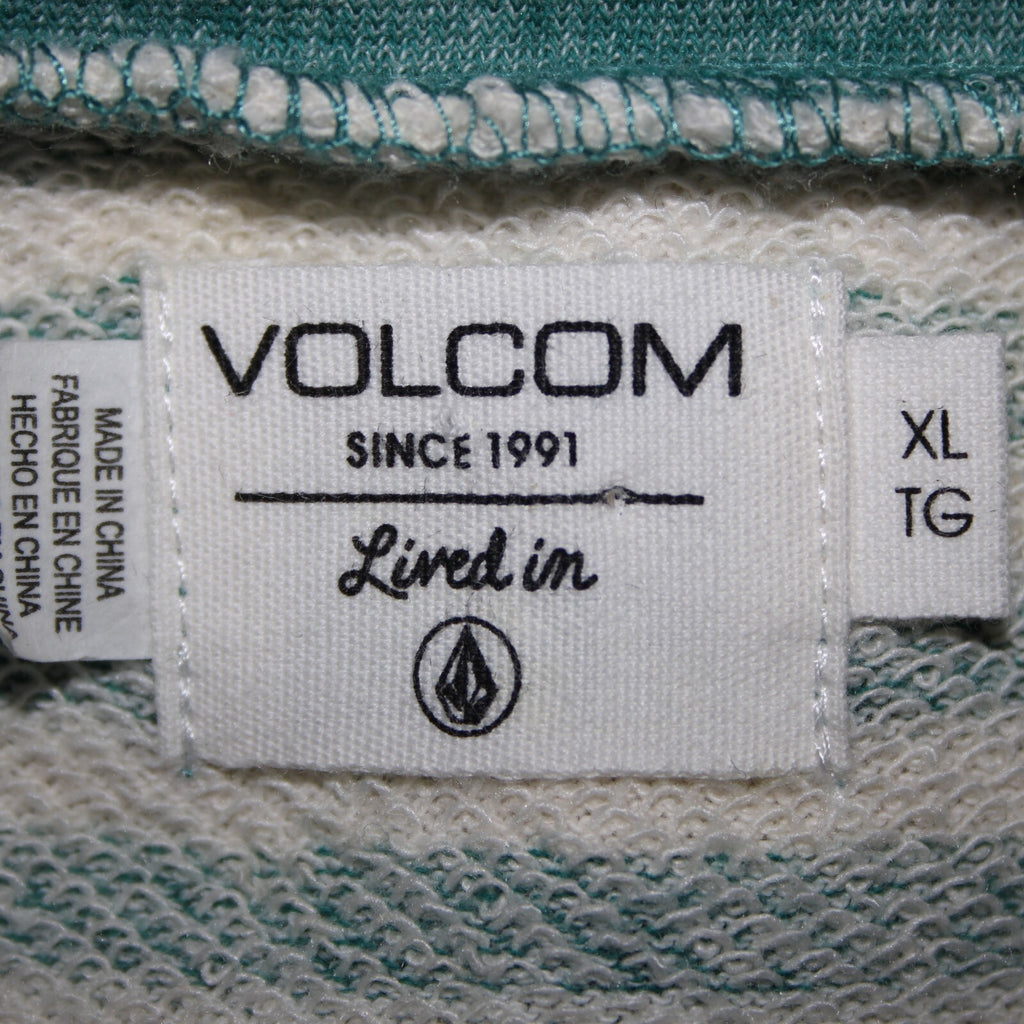 VOLCOM
SINCE 1991
Lived in
XL
TG
MADE IN CHINA
FABRIQUE EN CHINE
HECHO EN CHINA